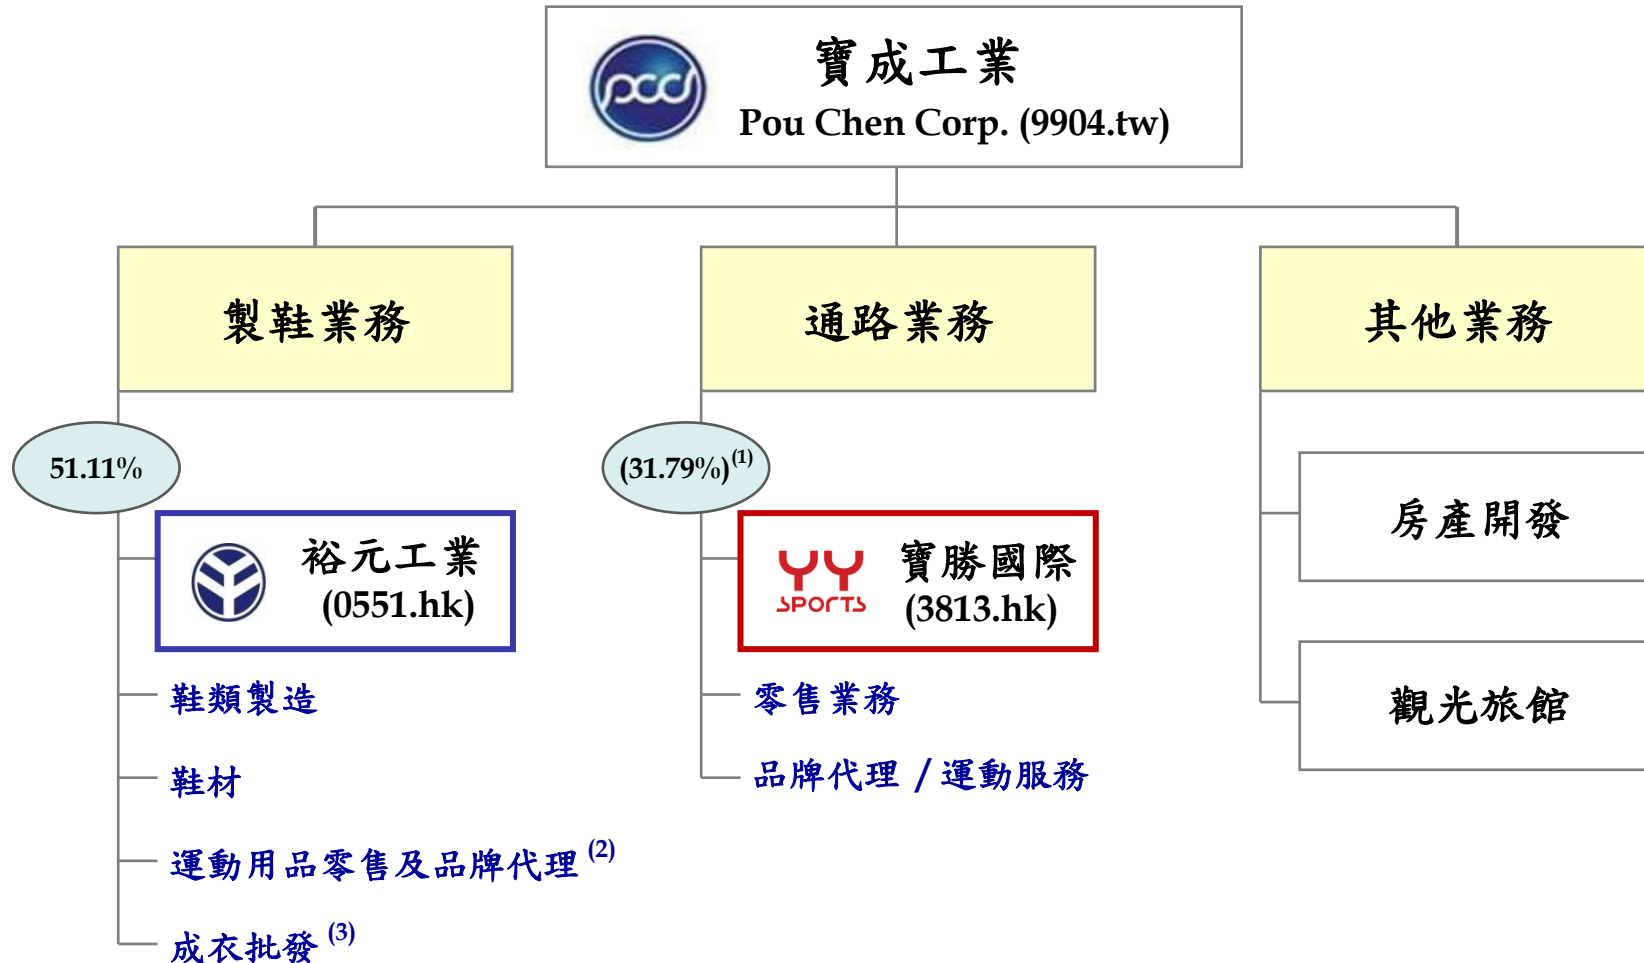 pcc
寶成工業
Pou Chen Corp. (9904.tw)
製鞋業務
通路業務
其他業務
51.11%
(31.79%)(1)
裕元工業
(0551.hk)
YY
SPORTS
寶勝國際
(3813.hk)
房產開發
觀光旅館
鞋類製造
鞋材
運動用品零售及品牌代理 (2)
成衣批發 (3)
零售業務
品牌代理 / 運動服務